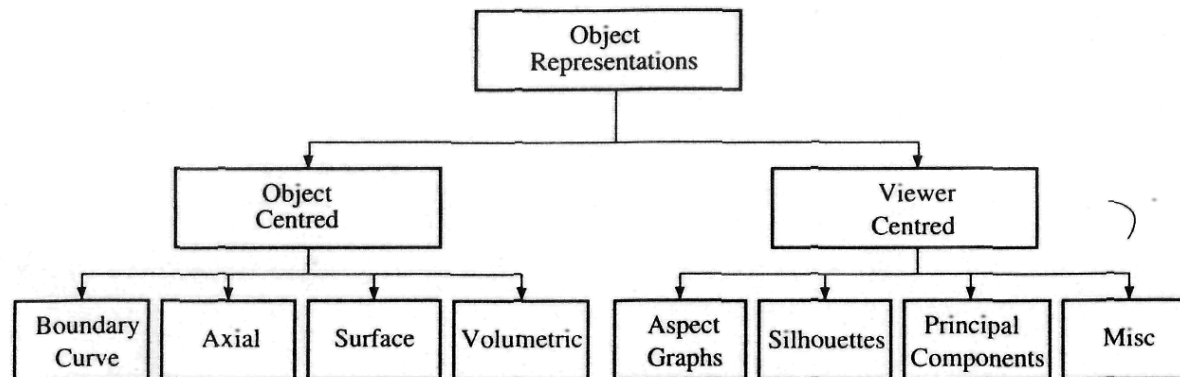 Object
Representations
Object
Centred
Viewer
Centred
Boundary
Curve
Axial
Surface
Volumetric
Aspect
Graphs
Silhouettes
Principal
Components
Misc